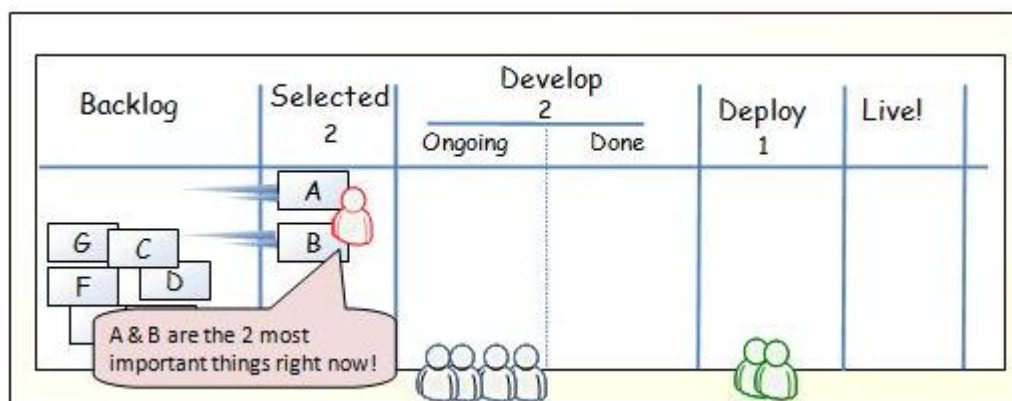 Backlog
Selected
2
Develop
2
Ongoing Done
Deploy
1
Live!
A
B
G
C
F
D
A & B are the 2 most
important things right now!